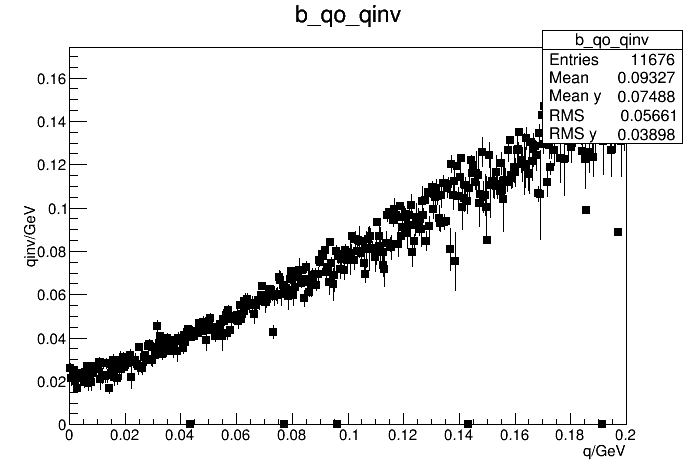 b_qo_qinv
b_qo_qinv
Entries 11676
Mean 0.09327
Mean y 0.07488
RMS 0.05661
RMS y 0.03898
0.16
0.14
0.12
0.1
0.08
0.06
0.04
0.02
0
qinv/GeV
0 0.02 0.04 0.06 0.08 0.1 0.12 0.14 0.16 0.18 0.2
q/GeV